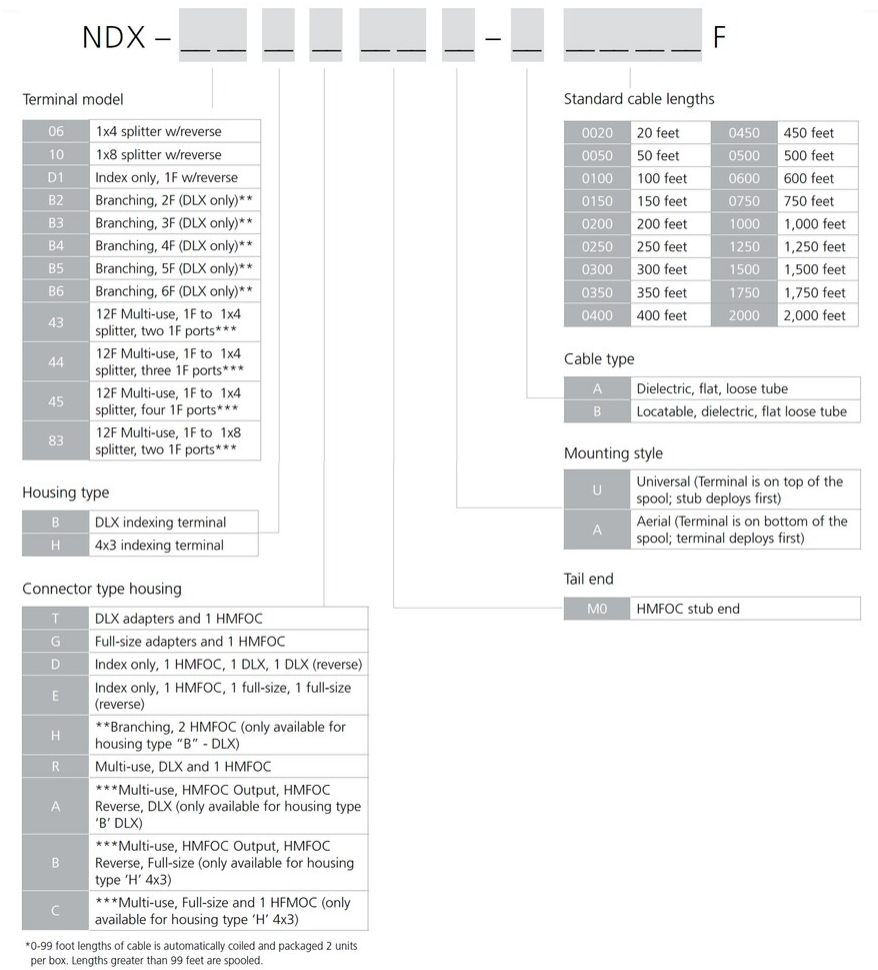 NDX – __ __ __ __ __ __ __ – __ __ __ __ __ F
Terminal model
06 1x4 splitter w/reverse
10 1x8 splitter w/reverse
D1 Index only, 1F w/reverse
B2 Branching, 2F (DLX only)**
B3 Branching, 3F (DLX only)**
B4 Branching, 4F (DLX only)**
B5 Branching, 5F (DLX only)**
B6 Branching, 6F (DLX only)**
43 12F Multi-use, 1F to 1x4
splitter, two 1F ports***
44 12F Multi-use, 1F to 1x4
splitter, three 1F ports***
45 12F Multi-use, 1F to 1x4
splitter, four 1F ports***
83 12F Multi-use, 1F to 1x8
splitter, two 1F ports***
Housing type
B DLX indexing terminal
H 4x3 indexing terminal
Connector type housing
T DLX adapters and 1 HMFOC
G Full-size adapters and 1 HMFOC
D Index only, 1 HMFOC, 1 DLX, 1 DLX (reverse)
E Index only, 1 HMFOC, 1 full-size, 1 full-size
(reverse)
H **Branching, 2 HMFOC (only available for
housing type “B” - DLX)
R Multi-use, DLX and 1 HMFOC
A ***Multi-use, HMFOC Output, HMFOC
Reverse, DLX (only available for housing type
‘B’ DLX)
B ***Multi-use, HMFOC Output, HMFOC
Reverse, Full-size (only available for housing
type ‘H’ 4x3)
C ***Multi-use, Full-size and 1 HFMOC (only
available for housing type ‘H’ 4x3)
*0-99 foot lengths of cable is automatically coiled and packaged 2 units
per box. Lengths greater than 99 feet are spooled.
Standard cable lengths
0020 20 feet 0450 450 feet
0050 50 feet 0500 500 feet
0100 100 feet 0600 600 feet
0150 150 feet 0750 750 feet
0200 200 feet 1000 1,000 feet
0250 250 feet 1250 1,250 feet
0300 300 feet 1500 1,500 feet
0350 350 feet 1750 1,750 feet
0400 400 feet 2000 2,000 feet
Cable type
A Dielectric, flat, loose tube
B Locatable, dielectric, flat loose tube
Mounting style
U Universal (Terminal is on top of the
spool; stub deploys first)
A Aerial (Terminal is on bottom of the
spool; terminal deploys first)
Tail end
M0 HMFOC stub end